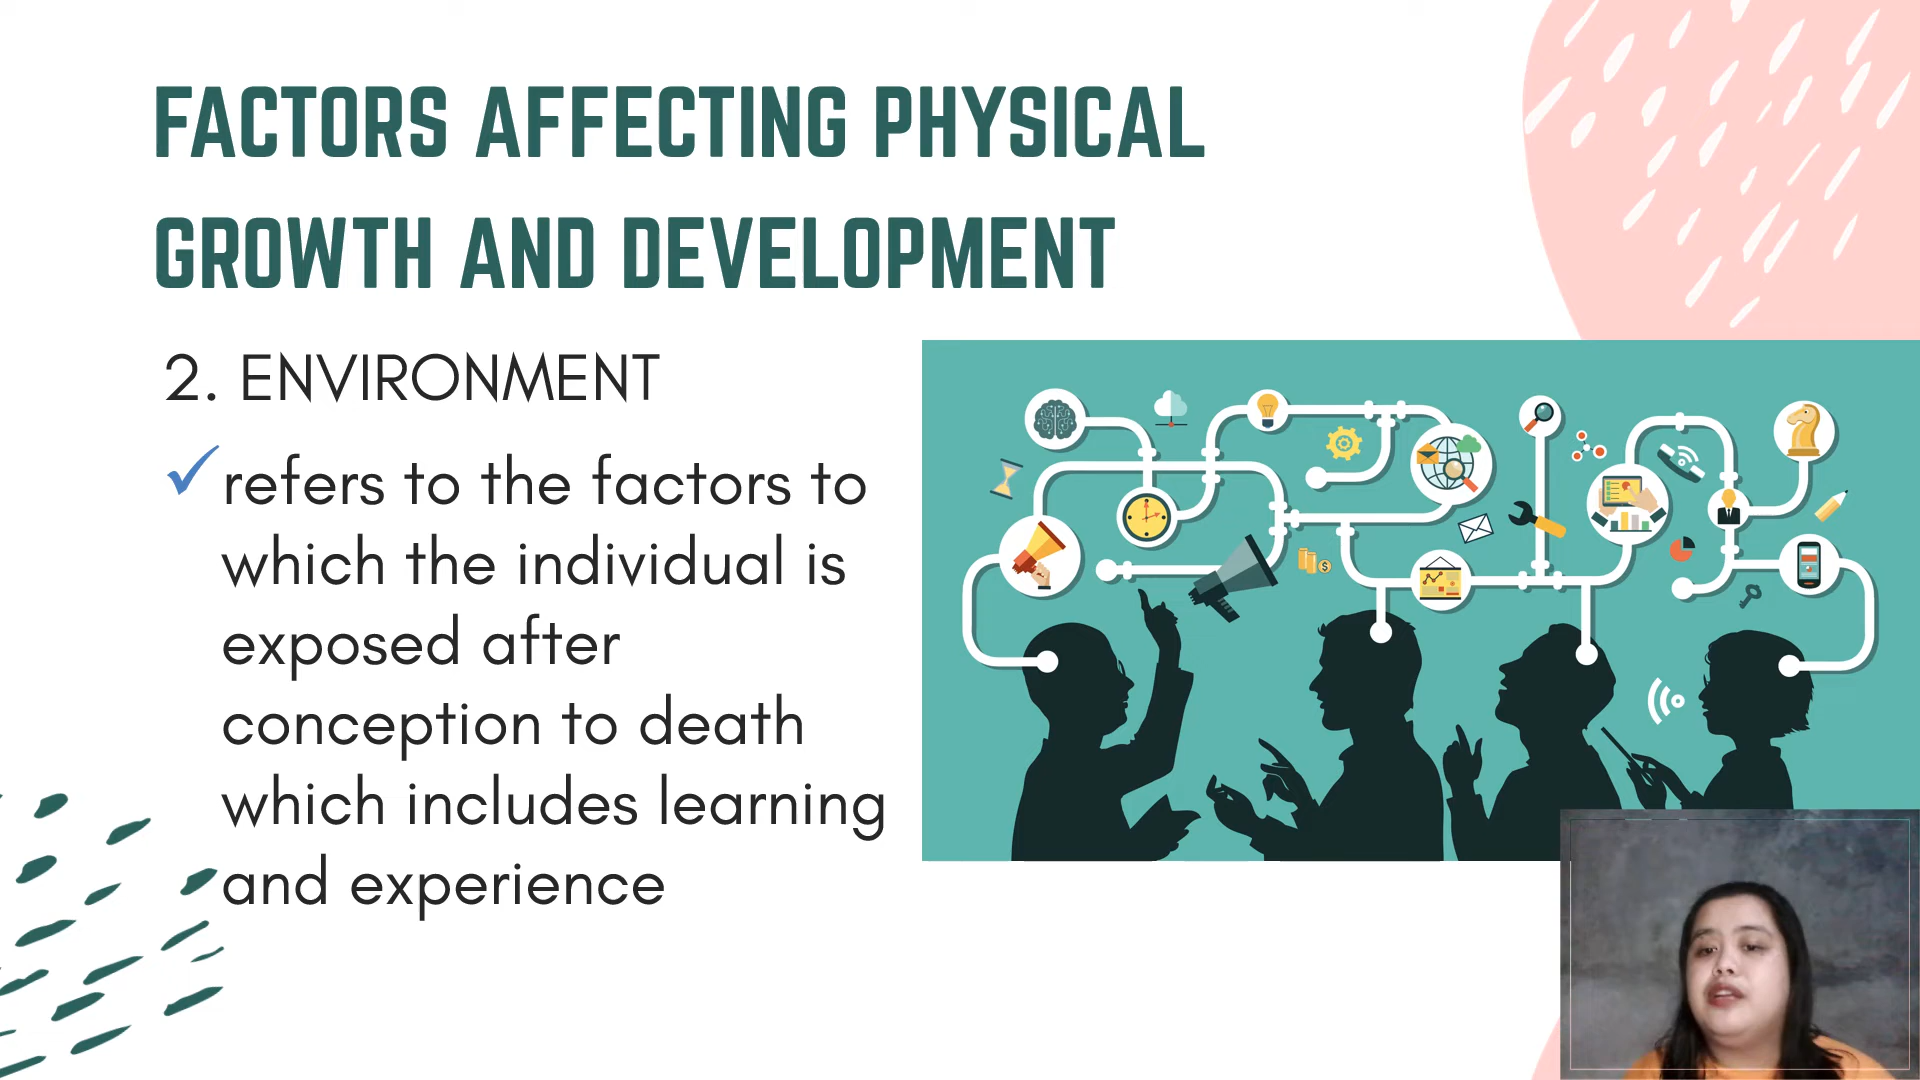 FACTORS AFFECTING PHYSICAL
GROWTH AND DEVELOPMENT
2. ENVIRONMENT
refers to the factors to
which the individual is
exposed after
conception to death
which includes learning
and experience